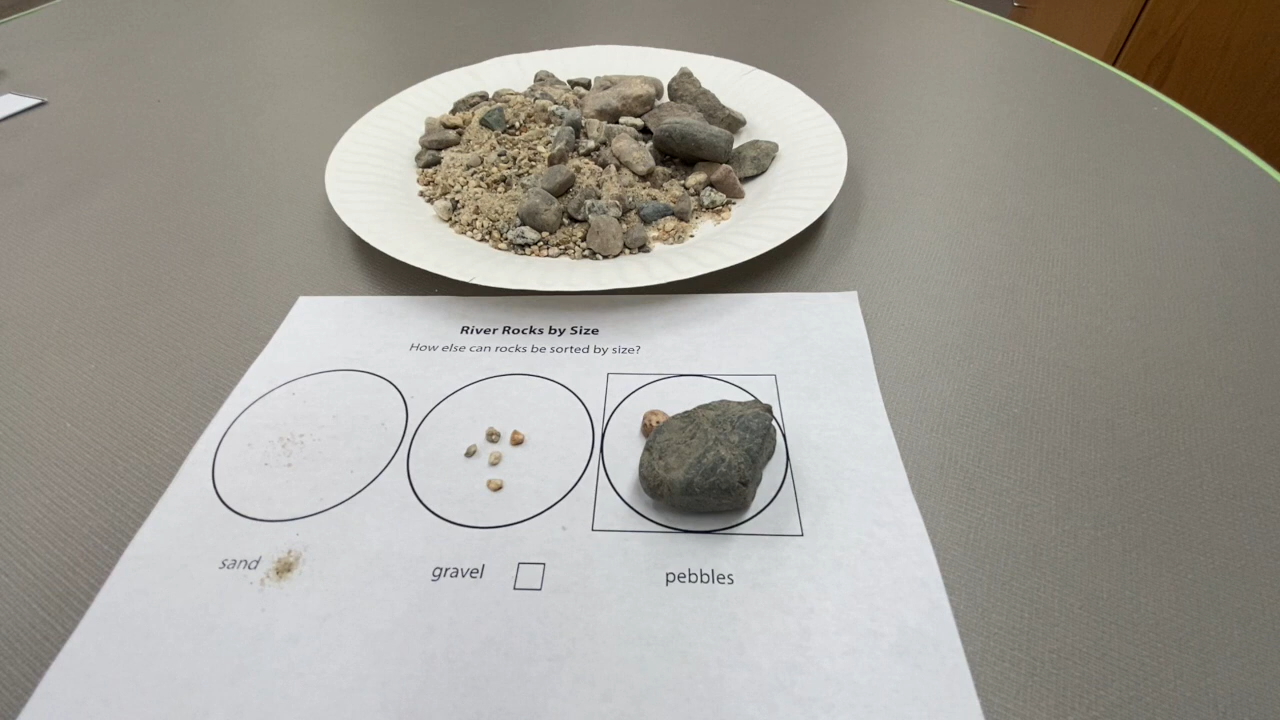 River Rocks by Size
How else can rocks be sorted by size?
sand gravel pebbles